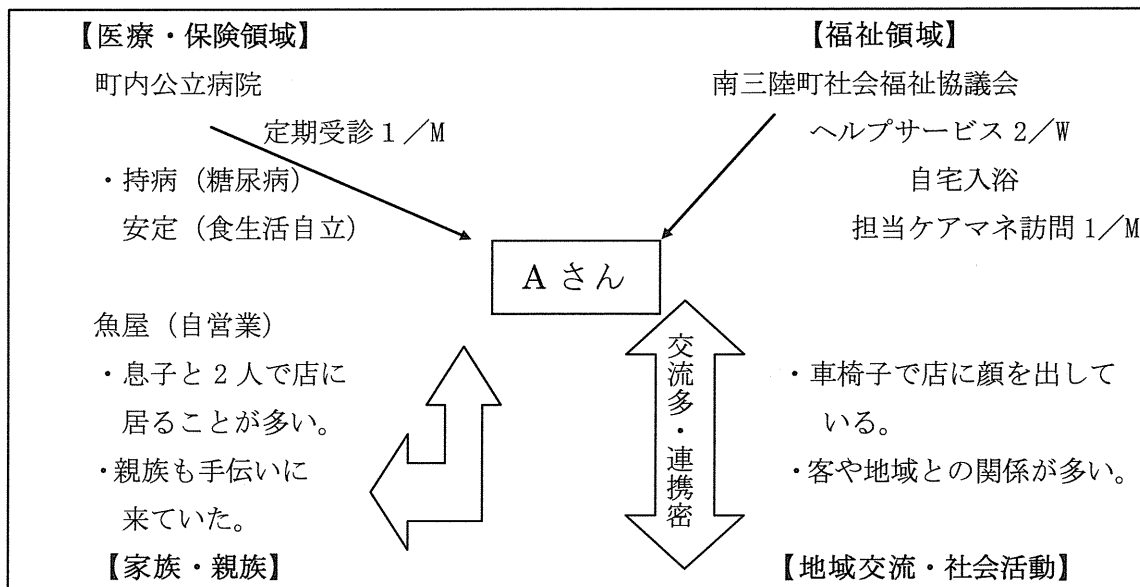 【医療・保険領域】
町内公立病院
定期受診１／M
・持病（糖尿病）
安定（食生活自立）
【福祉領域】
南三陸町社会福祉協議会
ヘルプサービス２／W
自宅入浴
担当ケアマネ訪問１／M
Aさん
魚屋（自営業）
・息子と２人で店に
居ることが多い。
・親族も手伝いに
来ていた。
【家族・親族】
交流多・連携密
・車椅子で店に顔を出して
いる。
・客や地域との関係が多い。
【地域交流・社会活動】